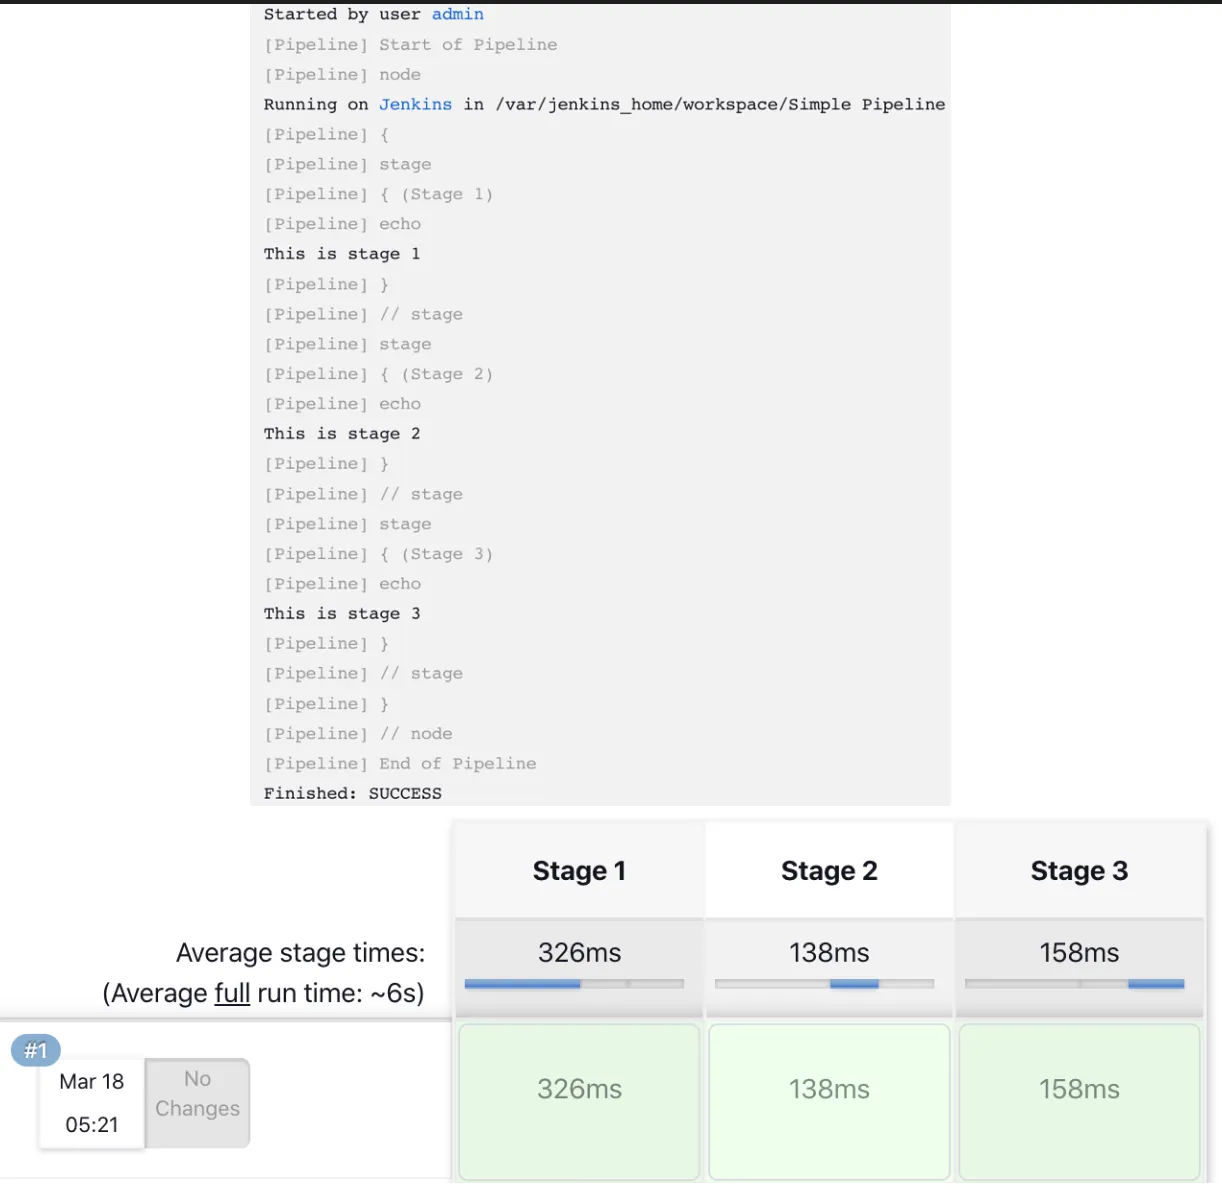 Started by user admin
[Pipeline] Start of Pipeline
[Pipeline] node
Running on Jenkins in /var/jenkins_home/workspace/Simple Pipeline
[Pipeline] {
[Pipeline] stage
[Pipeline] { (Stage 1)
[Pipeline] echo
This is stage 1
[Pipeline] }
[Pipeline] // stage
[Pipeline] stage
[Pipeline] { (Stage 2)
[Pipeline] echo
This is stage 2
[Pipeline] }
[Pipeline] // stage
[Pipeline] stage
[Pipeline] { (Stage 3)
[Pipeline] echo
This is stage 3
[Pipeline] }
[Pipeline] // stage
[Pipeline] }
[Pipeline] // node
[Pipeline] End of Pipeline
Finished: SUCCESS
Stage 1 Stage 2 Stage 3
Average stage times: 326ms 138ms 158ms
(Average full run time: ~6s)
#1
Mar 18
05:21
No
Changes
326ms 138ms 158ms